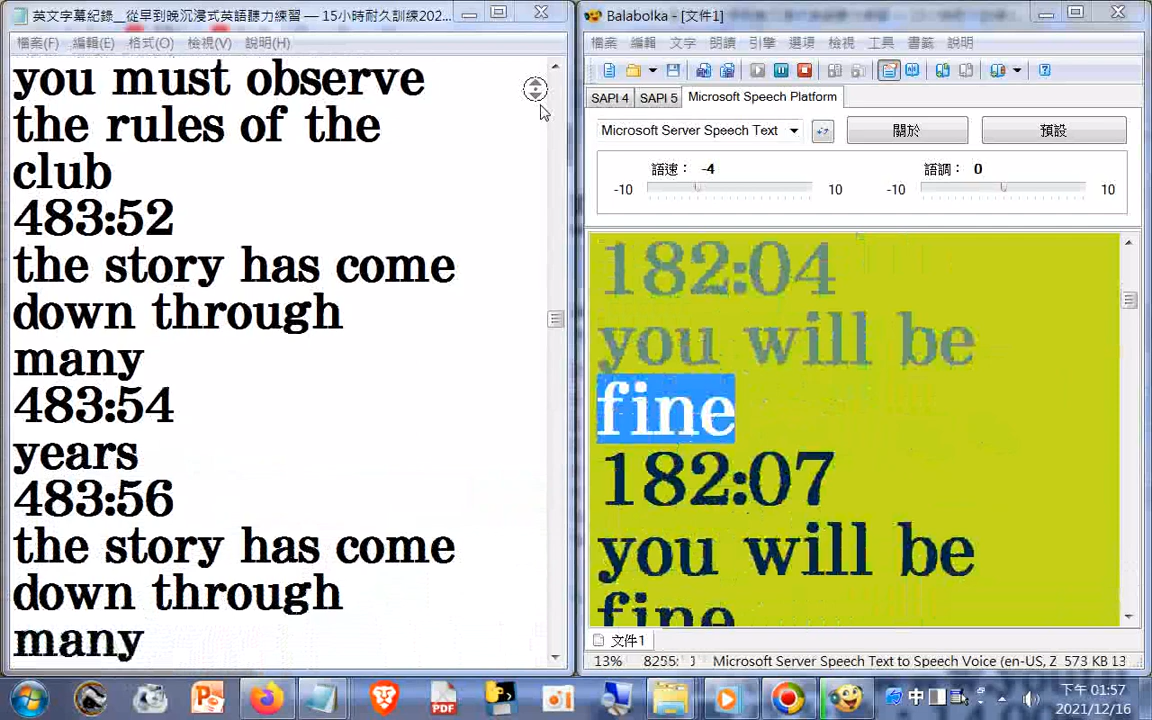 英文字幕紀錄__從早到晚沉浸式英語聽力練習 — 15小時耐久訓練202...
檔案(F) 編輯(E) 格式(O) 檢視(V) 說明(H)
you must observe
the rules of the
club
483:52
the story has come
down through
many
483:54
years
483:56
the story has come
down through
many
Balabolka - [文件1]
檔案 編輯 文字 朗讀 引擎 選項 檢視 工具 書籤 說明
SAPI 4 SAPI 5 Microsoft Speech Platform
Microsoft Server Speech Text 關於 預設
語速： -4 語調： 0
-10 10 -10 10
182:04
you will be
fine
182:07
you will be
fine
文件1
13% 8255: Microsoft Server Speech Text to Speech Voice (en-US, Z 573 KB 13
PDF
中
下午 01:57
2021/12/16